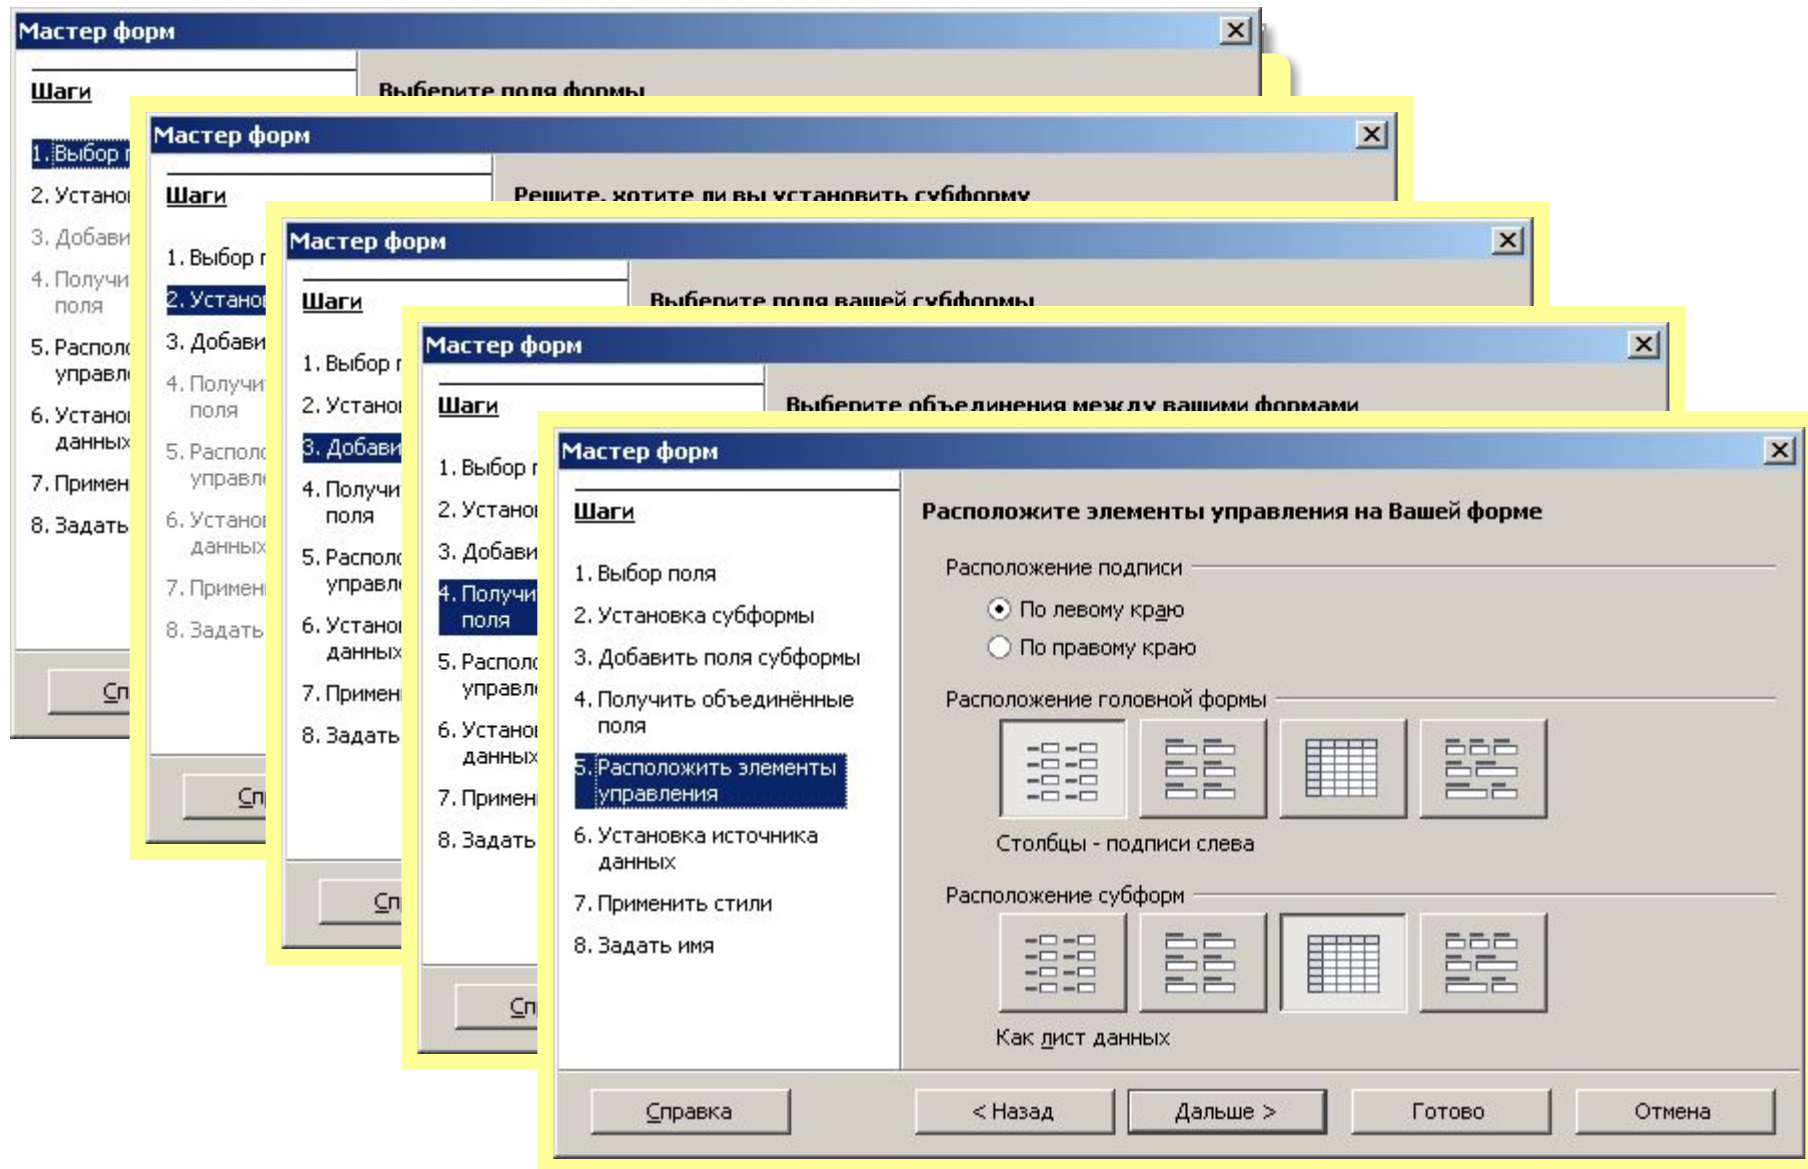 Мастер форм
Шаги
Выберите поля формы
1. Выбор
2. Устано
3. Добави
4. Получи
поля
5. Располо
управл
6. Устано
данных
7. Примен
8. Задать
Сп
Мастер форм
Шаги
Решите, хотите ли вы установить субформу
1. Выбор
2. Устано
3. Добави
4. Получи
поля
5. Располо
управл
6. Устано
данных
7. Примен
8. Задать
Сп
Мастер форм
Шаги
Выберите поля вашей субформы
1. Выбор
2. Устано
3. Добави
4. Получи
поля
5. Располо
управл
6. Устано
данных
7. Примен
8. Задать
Сп
Мастер форм
Шаги
Выберите объединения между вашими формами
1. Выбор
2. Устано
3. Добави
4. Получи
поля
5. Располо
управл
6. Устано
данных
7. Примен
8. Задать
Сп
Мастер форм
Шаги
1. Выбор поля
2. Установка субформы
3. Добавить поля субформы
4. Получить объединённые
поля
5. Расположить элементы
управления
6. Установка источника
данных
7. Применить стили
8. Задать имя
Расположите элементы управления на Вашей форме
Расположение подписи
По левому краю
По правому краю
Расположение головной формы
Столбцы - подписи слева
Расположение субформ
Как лист данных
Справка
< Назад
Дальше >
Готово
Отмена